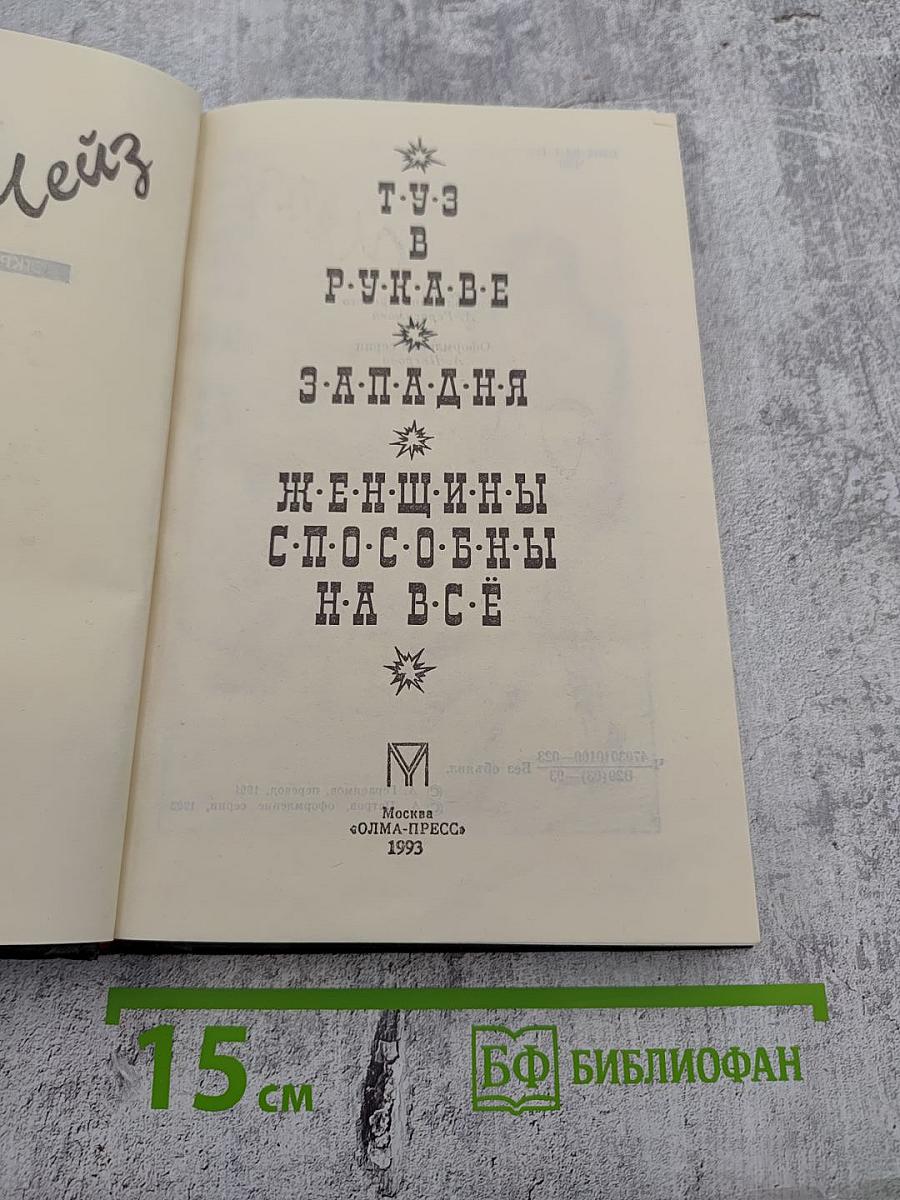 Чейз
Т·У·З
В
Р·У·К·А·В·Е
З·А·П·А·Д·Н·Я
Ж·Е·Н·Щ·И·Н·Ы
С·П·О·С·О·Б·Н·Ы
Н·А В·С·Ё
Москва
«ОЛМА-ПРЕСС»
1993
15 см
БФ БИБЛИОФАН